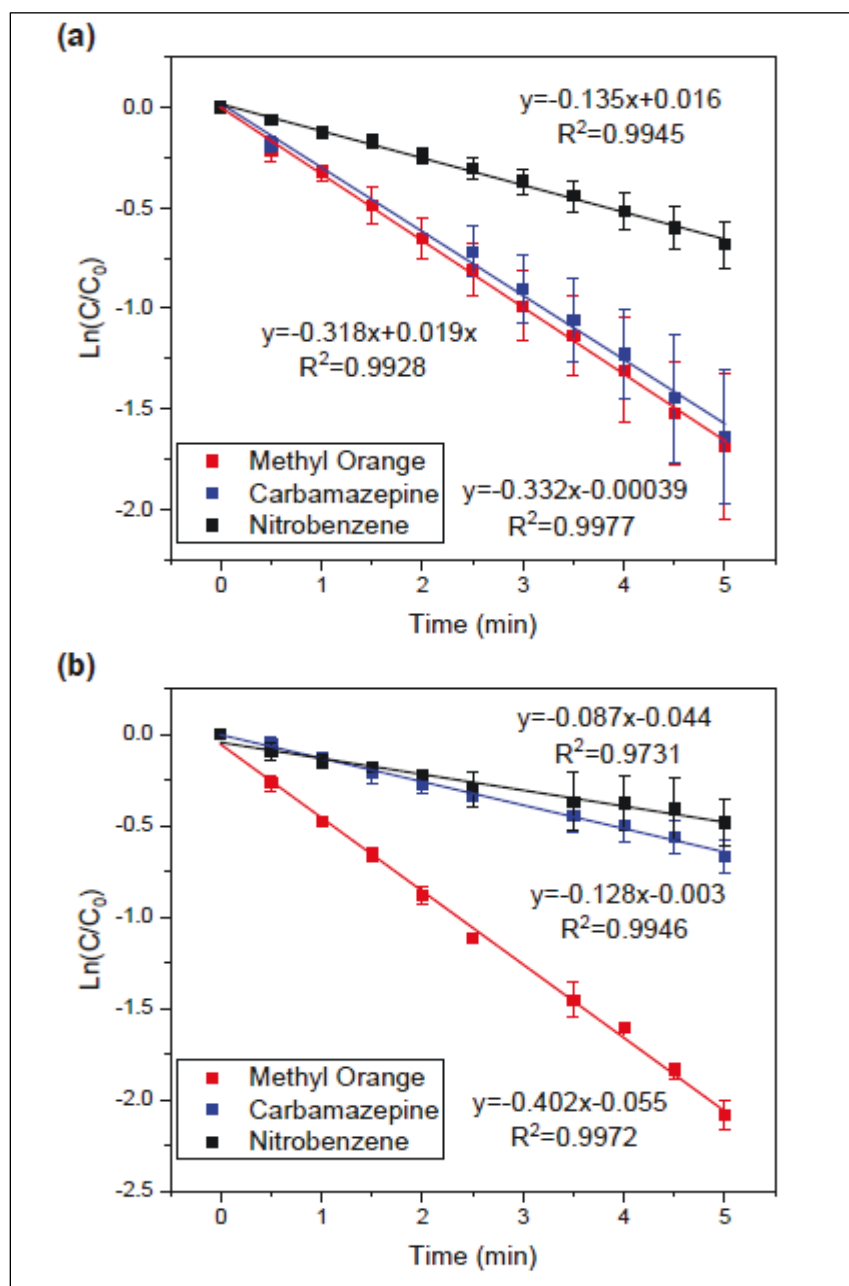 (a)
y=-0.135x+0.016
R²=0.9945
y=-0.318x+0.019x
R²=0.9928
y=-0.332x-0.00039
R²=0.9977
Methyl Orange
Carbamazepine
Nitrobenzene
0.0
-0.5
-1.0
-1.5
-2.0
Ln(C/C₀)
0 1 2 3 4 5
Time (min)
(b)
y=-0.087x-0.044
R²=0.9731
y=-0.128x-0.003
R²=0.9946
y=-0.402x-0.055
R²=0.9972
Methyl Orange
Carbamazepine
Nitrobenzene
0.0
-0.5
-1.0
-1.5
-2.0
-2.5
Ln(C/C₀)
0 1 2 3 4 5
Time (min)